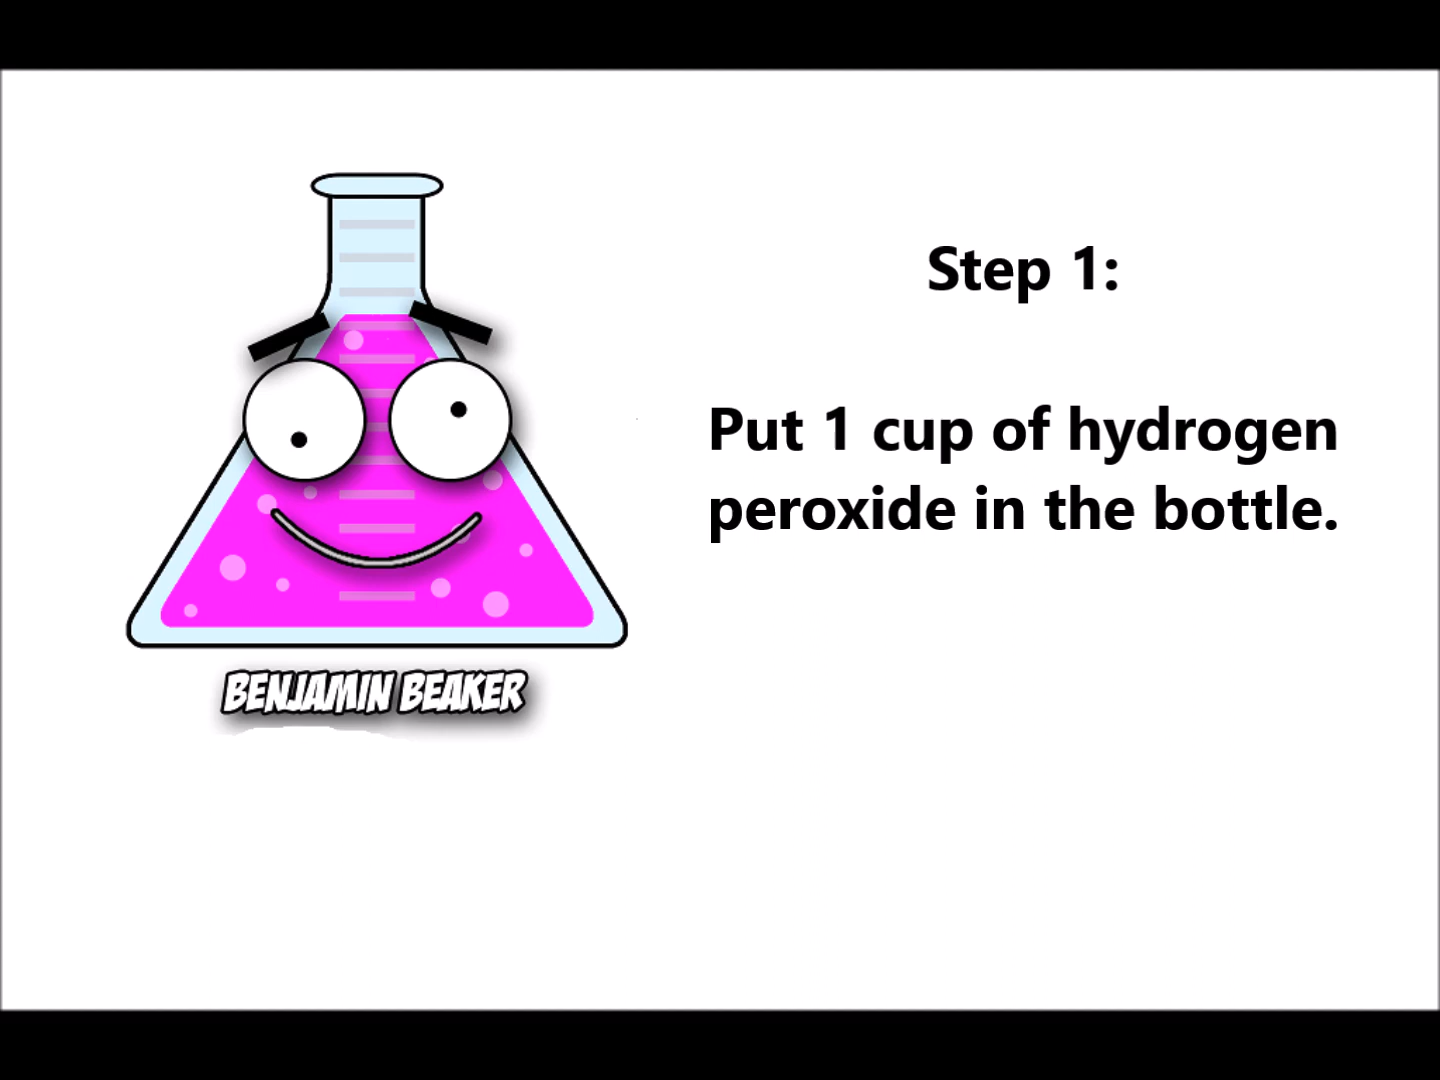 Step 1:
Put 1 cup of hydrogen
peroxide in the bottle.
BENJAMIN BEAKER